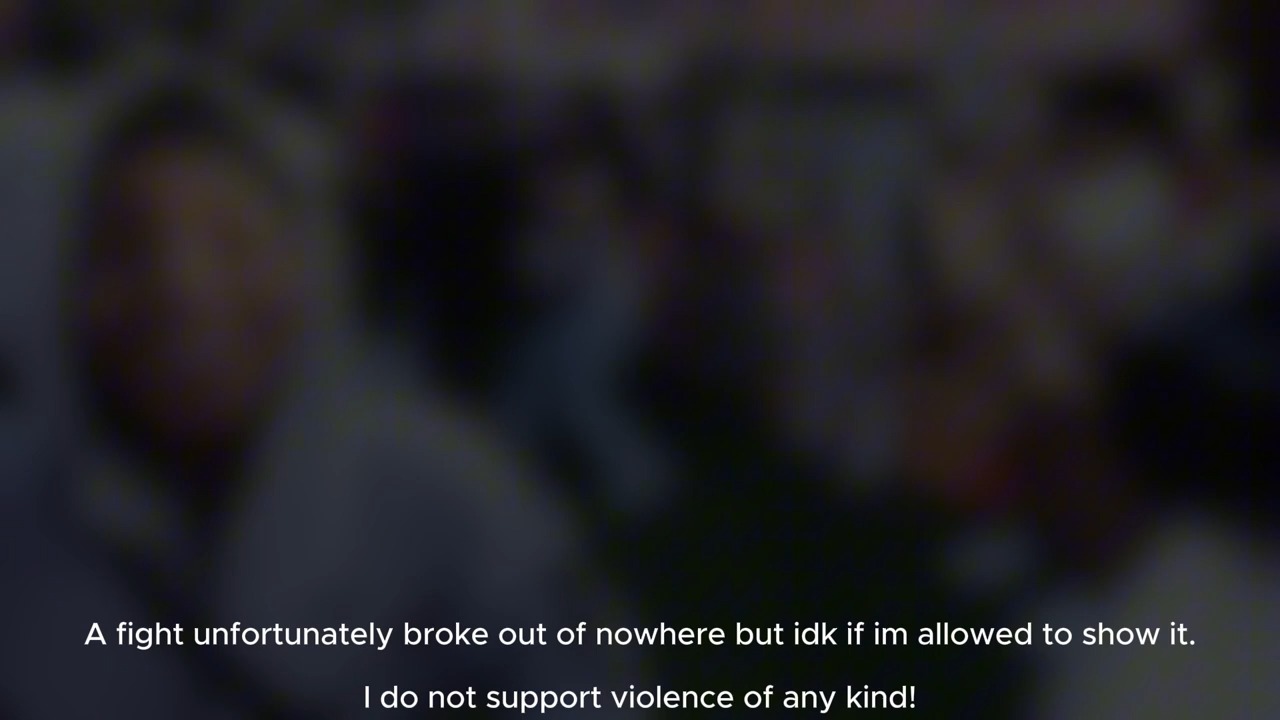 A fight unfortunately broke out of nowhere but idk if im allowed to show it.
I do not support violence of any kind!